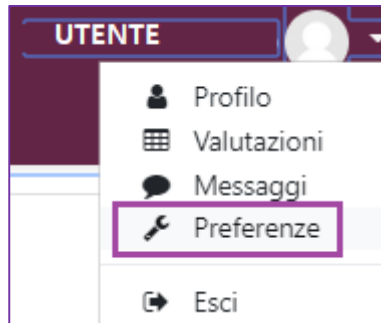 UTENTE
Profilo
Valutazioni
Messaggi
Preferenze
Esci